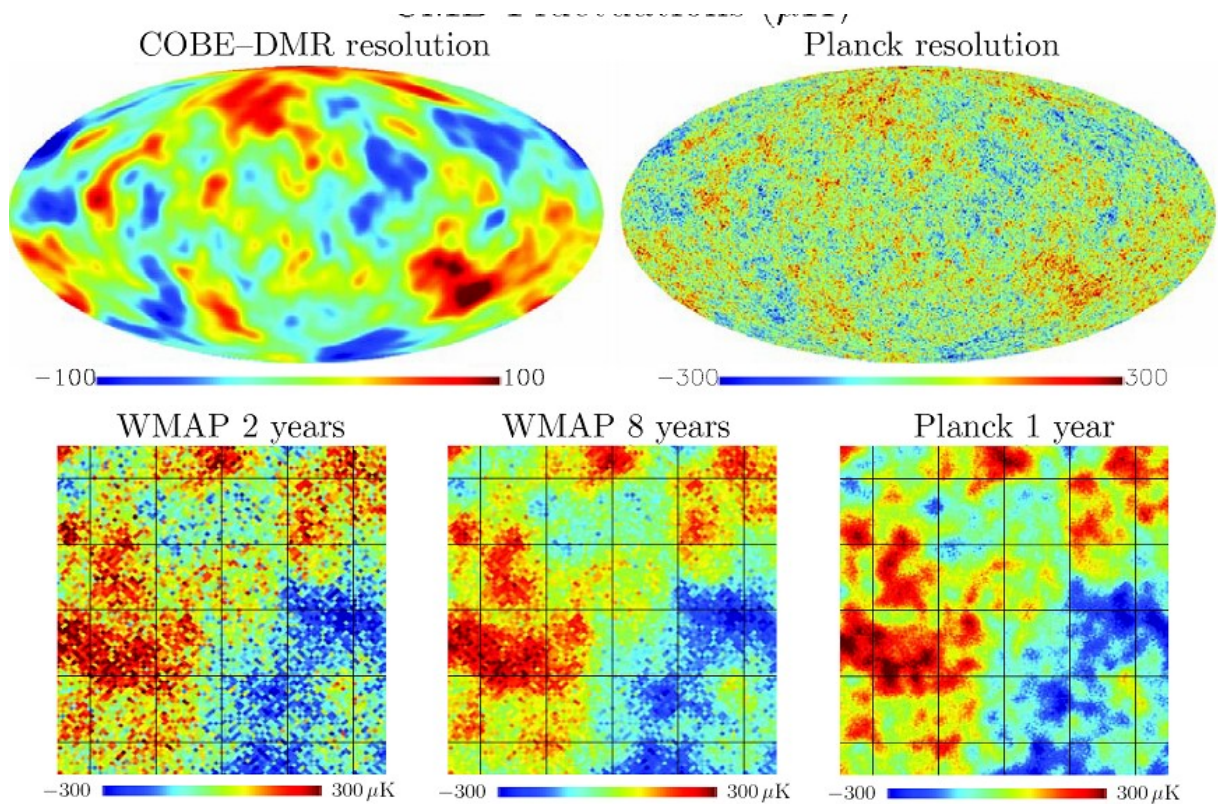 COBE–DMR resolution
Planck resolution
−100 100
−300 300
WMAP 2 years
WMAP 8 years
Planck 1 year
−300 300 μK
−300 300 μK
−300 300 μK